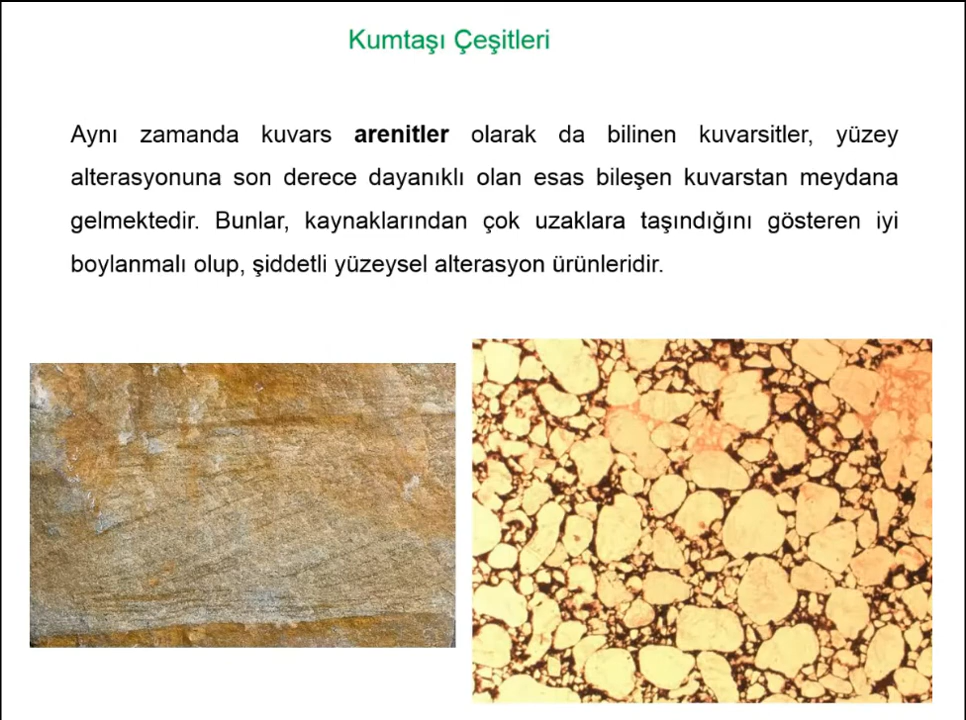 Kumtaşı Çeşitleri
Aynı zamanda kuvars arenitler olarak da bilinen kuvarsitler, yüzey
alterasyonuna son derece dayanıklı olan esas bileşen kuvarstan meydana
gelmektedir. Bunlar, kaynaklarından çok uzaklara taşındığını gösteren iyi
boylanmalı olup, şiddetli yüzeysel alterasyon ürünleridir.